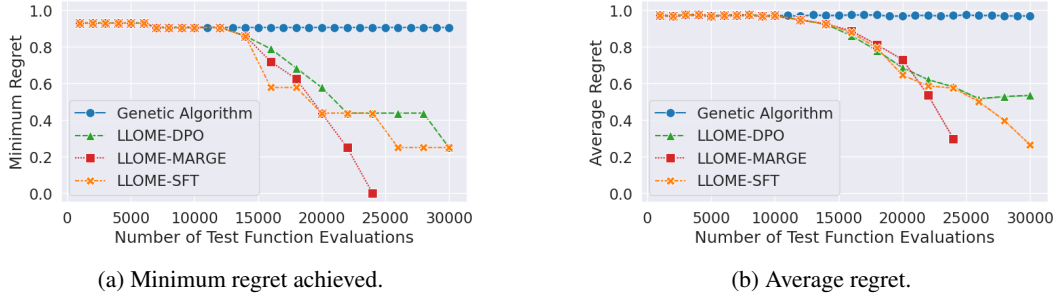 Minimum Regret
1.0
0.8
0.6
0.4
0.2
0.0
Genetic Algorithm
LLOME-DPO
LLOME-MARGE
LLOME-SFT
0 5000 10000 15000 20000 25000 30000
Number of Test Function Evaluations
(a) Minimum regret achieved.
Average Regret
1.0
0.8
0.6
0.4
0.2
0.0
Genetic Algorithm
LLOME-DPO
LLOME-MARGE
LLOME-SFT
0 5000 10000 15000 20000 25000 30000
Number of Test Function Evaluations
(b) Average regret.